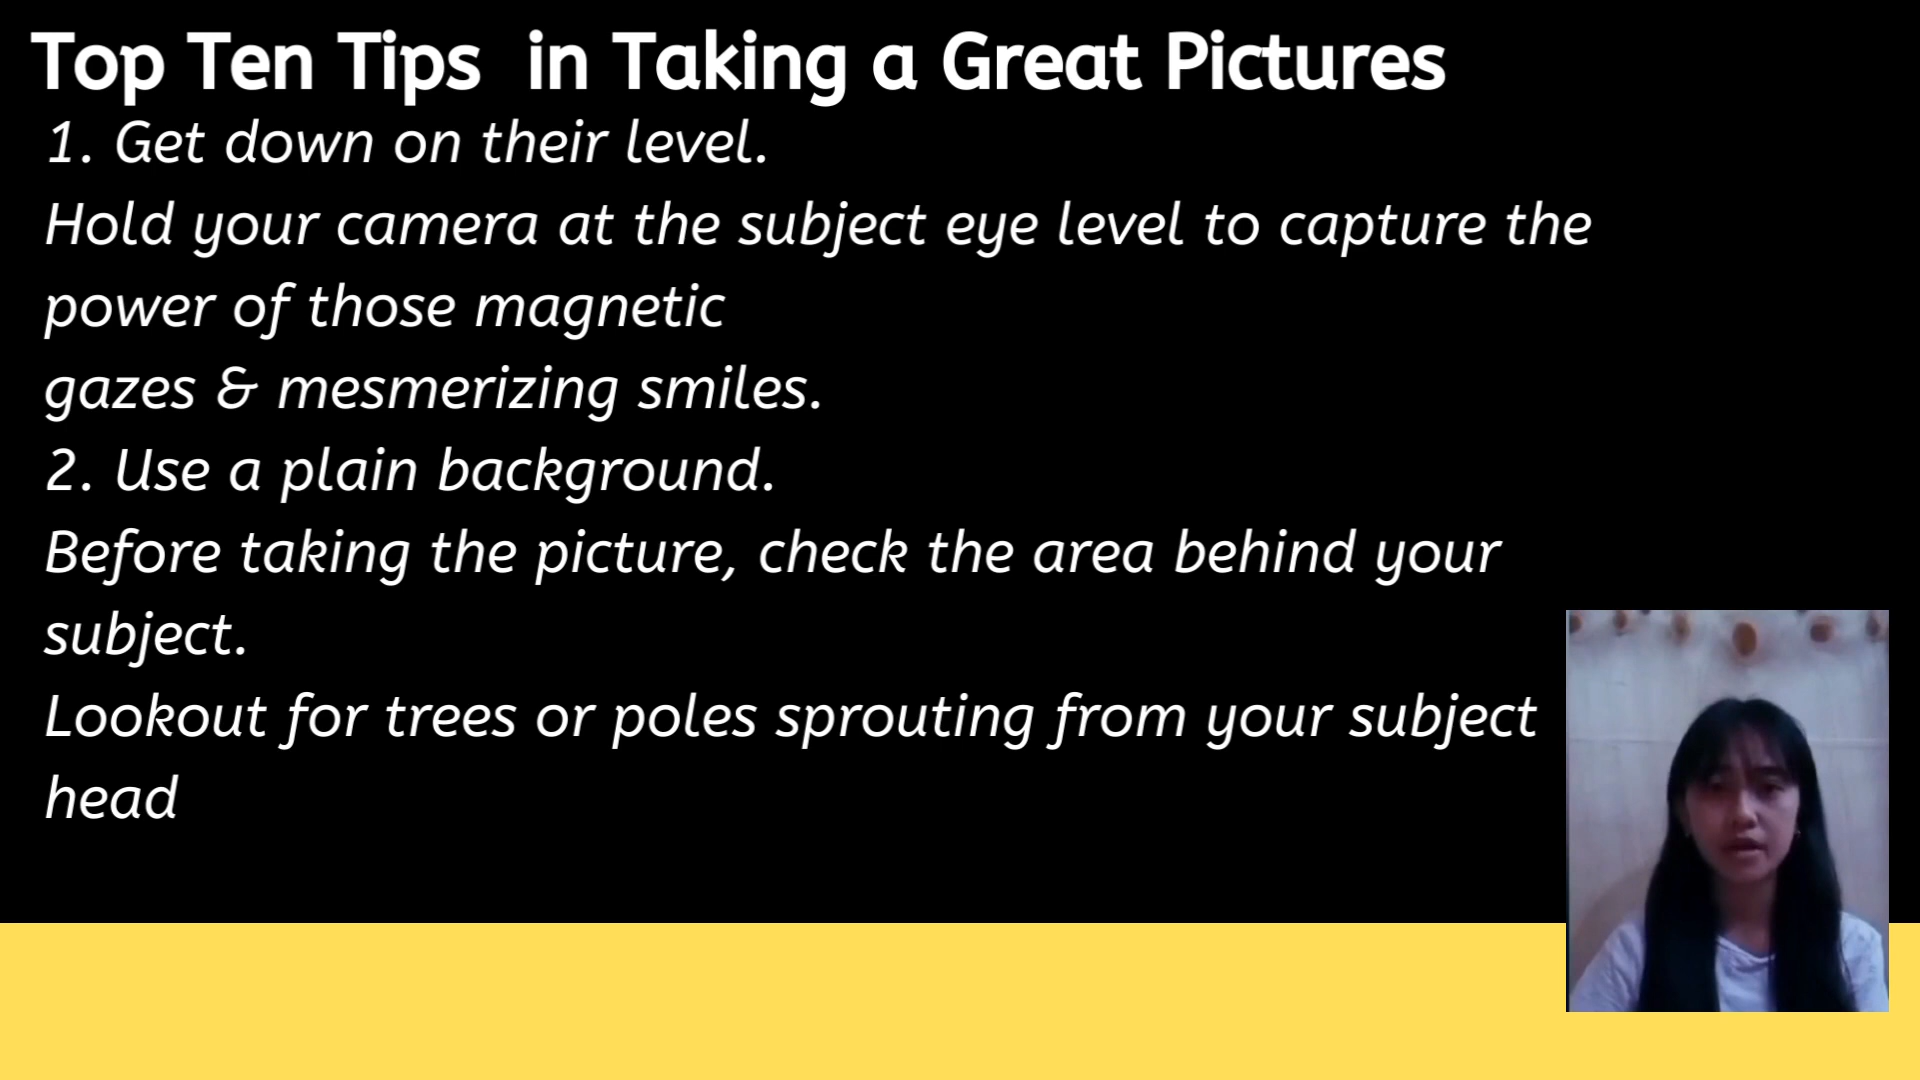 Top Ten Tips  in Taking a Great Pictures
1. Get down on their level.
Hold your camera at the subject eye level to capture the
power of those magnetic
gazes & mesmerizing smiles.
2. Use a plain background.
Before taking the picture, check the area behind your
subject.
Lookout for trees or poles sprouting from your subject
head